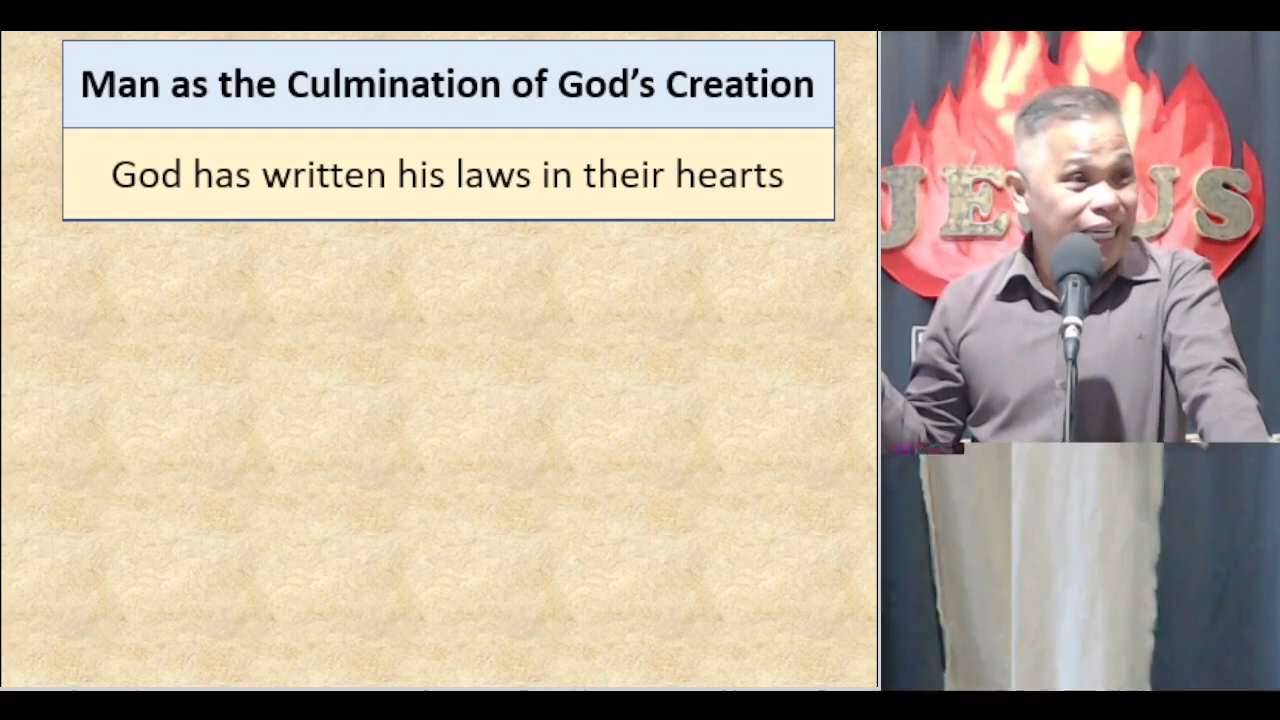 Man as the Culmination of God’s Creation
God has written his laws in their hearts
JESUS